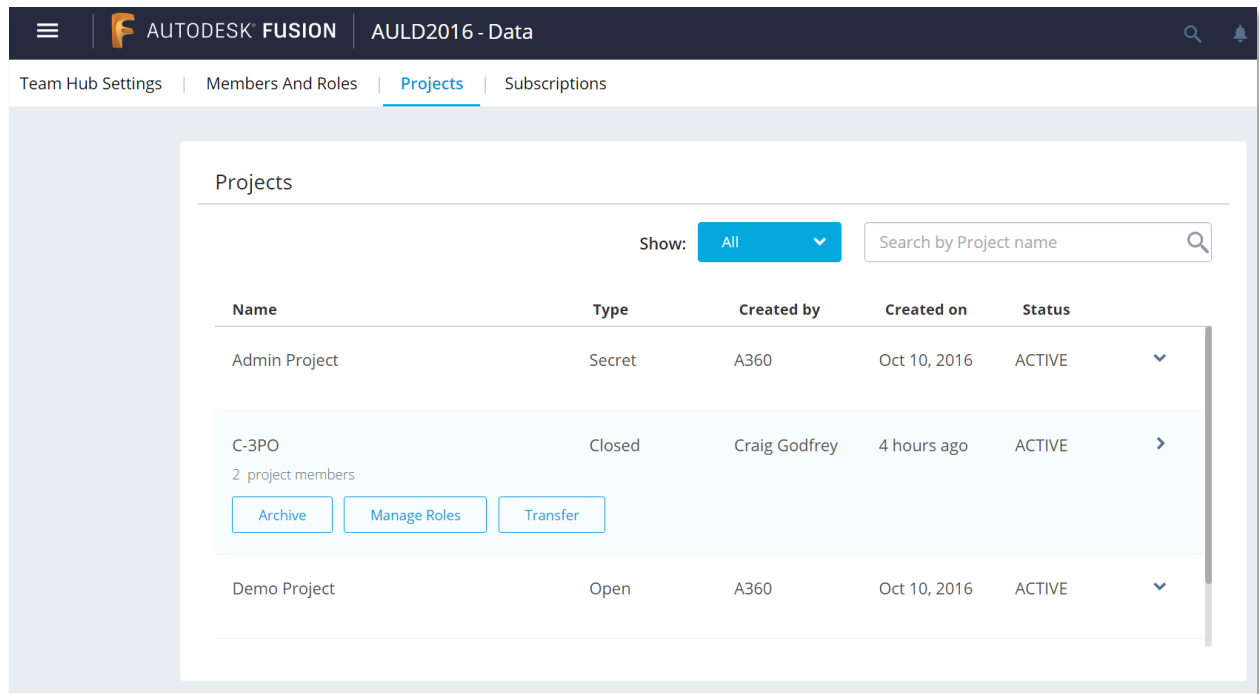 AUTODESK® FUSION AULD2016 - Data
Team Hub Settings | Members And Roles | Projects | Subscriptions
Projects
Show: All Search by Project name
Name Type Created by Created on Status
Admin Project Secret A360 Oct 10, 2016 ACTIVE
C-3PO Closed Craig Godfrey 4 hours ago ACTIVE
2 project members
Archive Manage Roles Transfer
Demo Project Open A360 Oct 10, 2016 ACTIVE